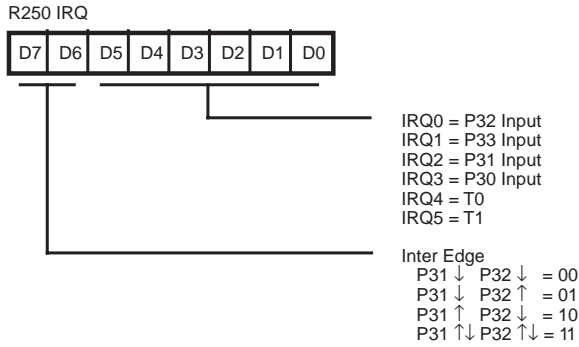 R250 IRQ
D7 D6 D5 D4 D3 D2 D1 D0
IRQ0 = P32 Input
IRQ1 = P33 Input
IRQ2 = P31 Input
IRQ3 = P30 Input
IRQ4 = T0
IRQ5 = T1
Inter Edge
P31 ↓ P32 ↓ = 00
P31 ↓ P32 ↑ = 01
P31 ↑ P32 ↓ = 10
P31 ↑↓ P32 ↑↓ = 11